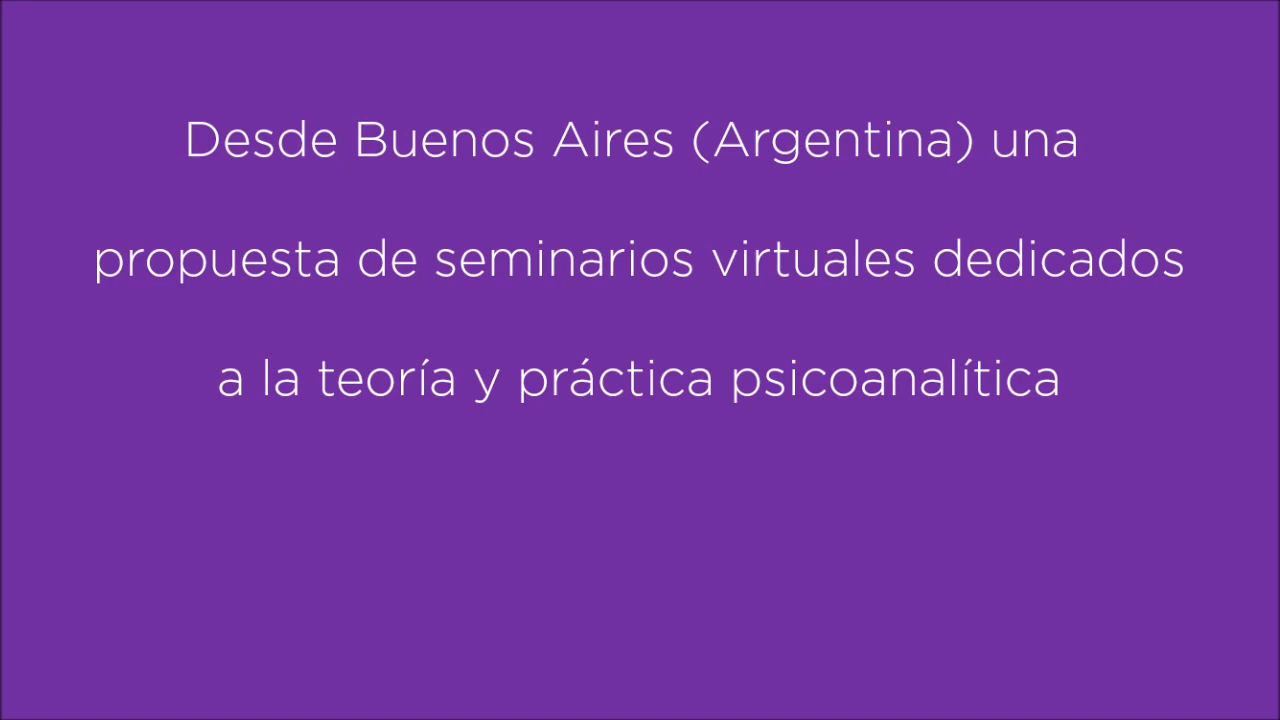 Desde Buenos Aires (Argentina) una
propuesta de seminarios virtuales dedicados
a la teoría y práctica psicoanalítica